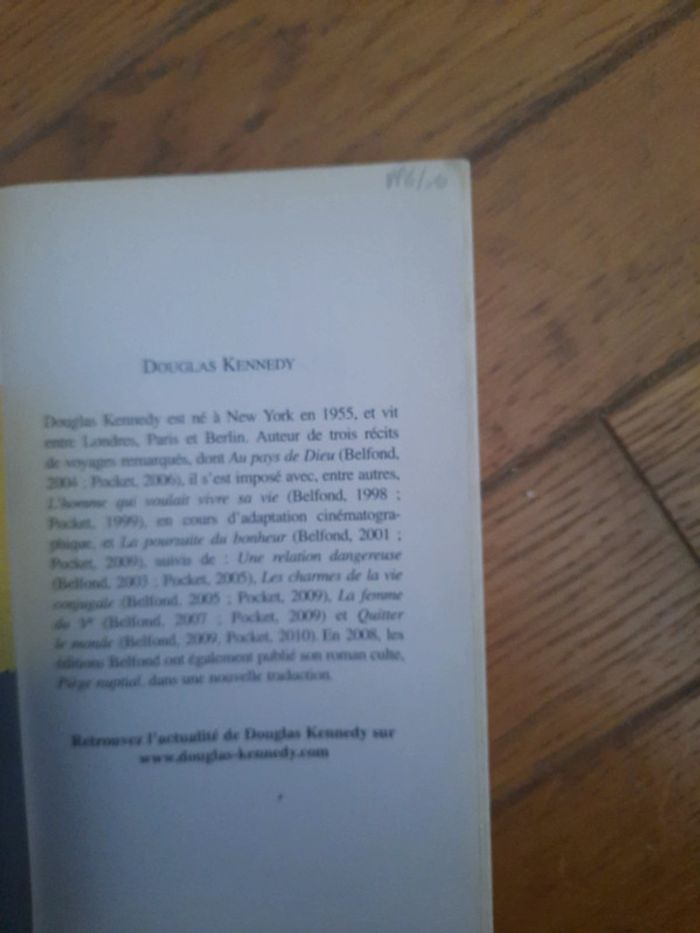 DOUGLAS KENNEDY
Douglas Kennedy est né à New York en 1955, et vit
entre Londres, Paris et Berlin. Auteur de trois récits
de voyages remarqués, dont Au pays de Dieu (Belfond,
2004 ; Pocket, 2006), il s'est imposé avec, entre autres,
L'homme qui voulait vivre sa vie (Belfond, 1998 ;
Pocket, 1999), en cours d'adaptation cinématogra-
phique, et La poursuite du bonheur (Belfond, 2001 ;
Pocket, 2009), suivis de : Une relation dangereuse
(Belfond, 2003 ; Pocket, 2005), Les charmes de la vie
conjugale (Belfond, 2005 ; Pocket, 2009), La femme
du Ve (Belfond, 2007 ; Pocket, 2009) et Quitter
le monde (Belfond, 2009, Pocket, 2010). En 2008, les
éditions Belfond ont également publié son roman culte,
Piège nuptial, dans une nouvelle traduction.
Retrouvez l'actualité de Douglas Kennedy sur
www.douglas-kennedy.com